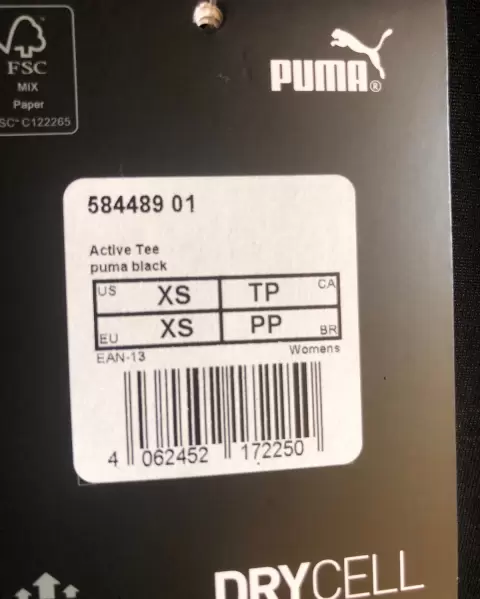 FSC
MIX
Paper
SC® C122265
PUMA®
584489 01
Active Tee
puma black
US XS TP CA
EU XS PP BR
EAN-13 Womens
4 062452 172250
DRYCELL